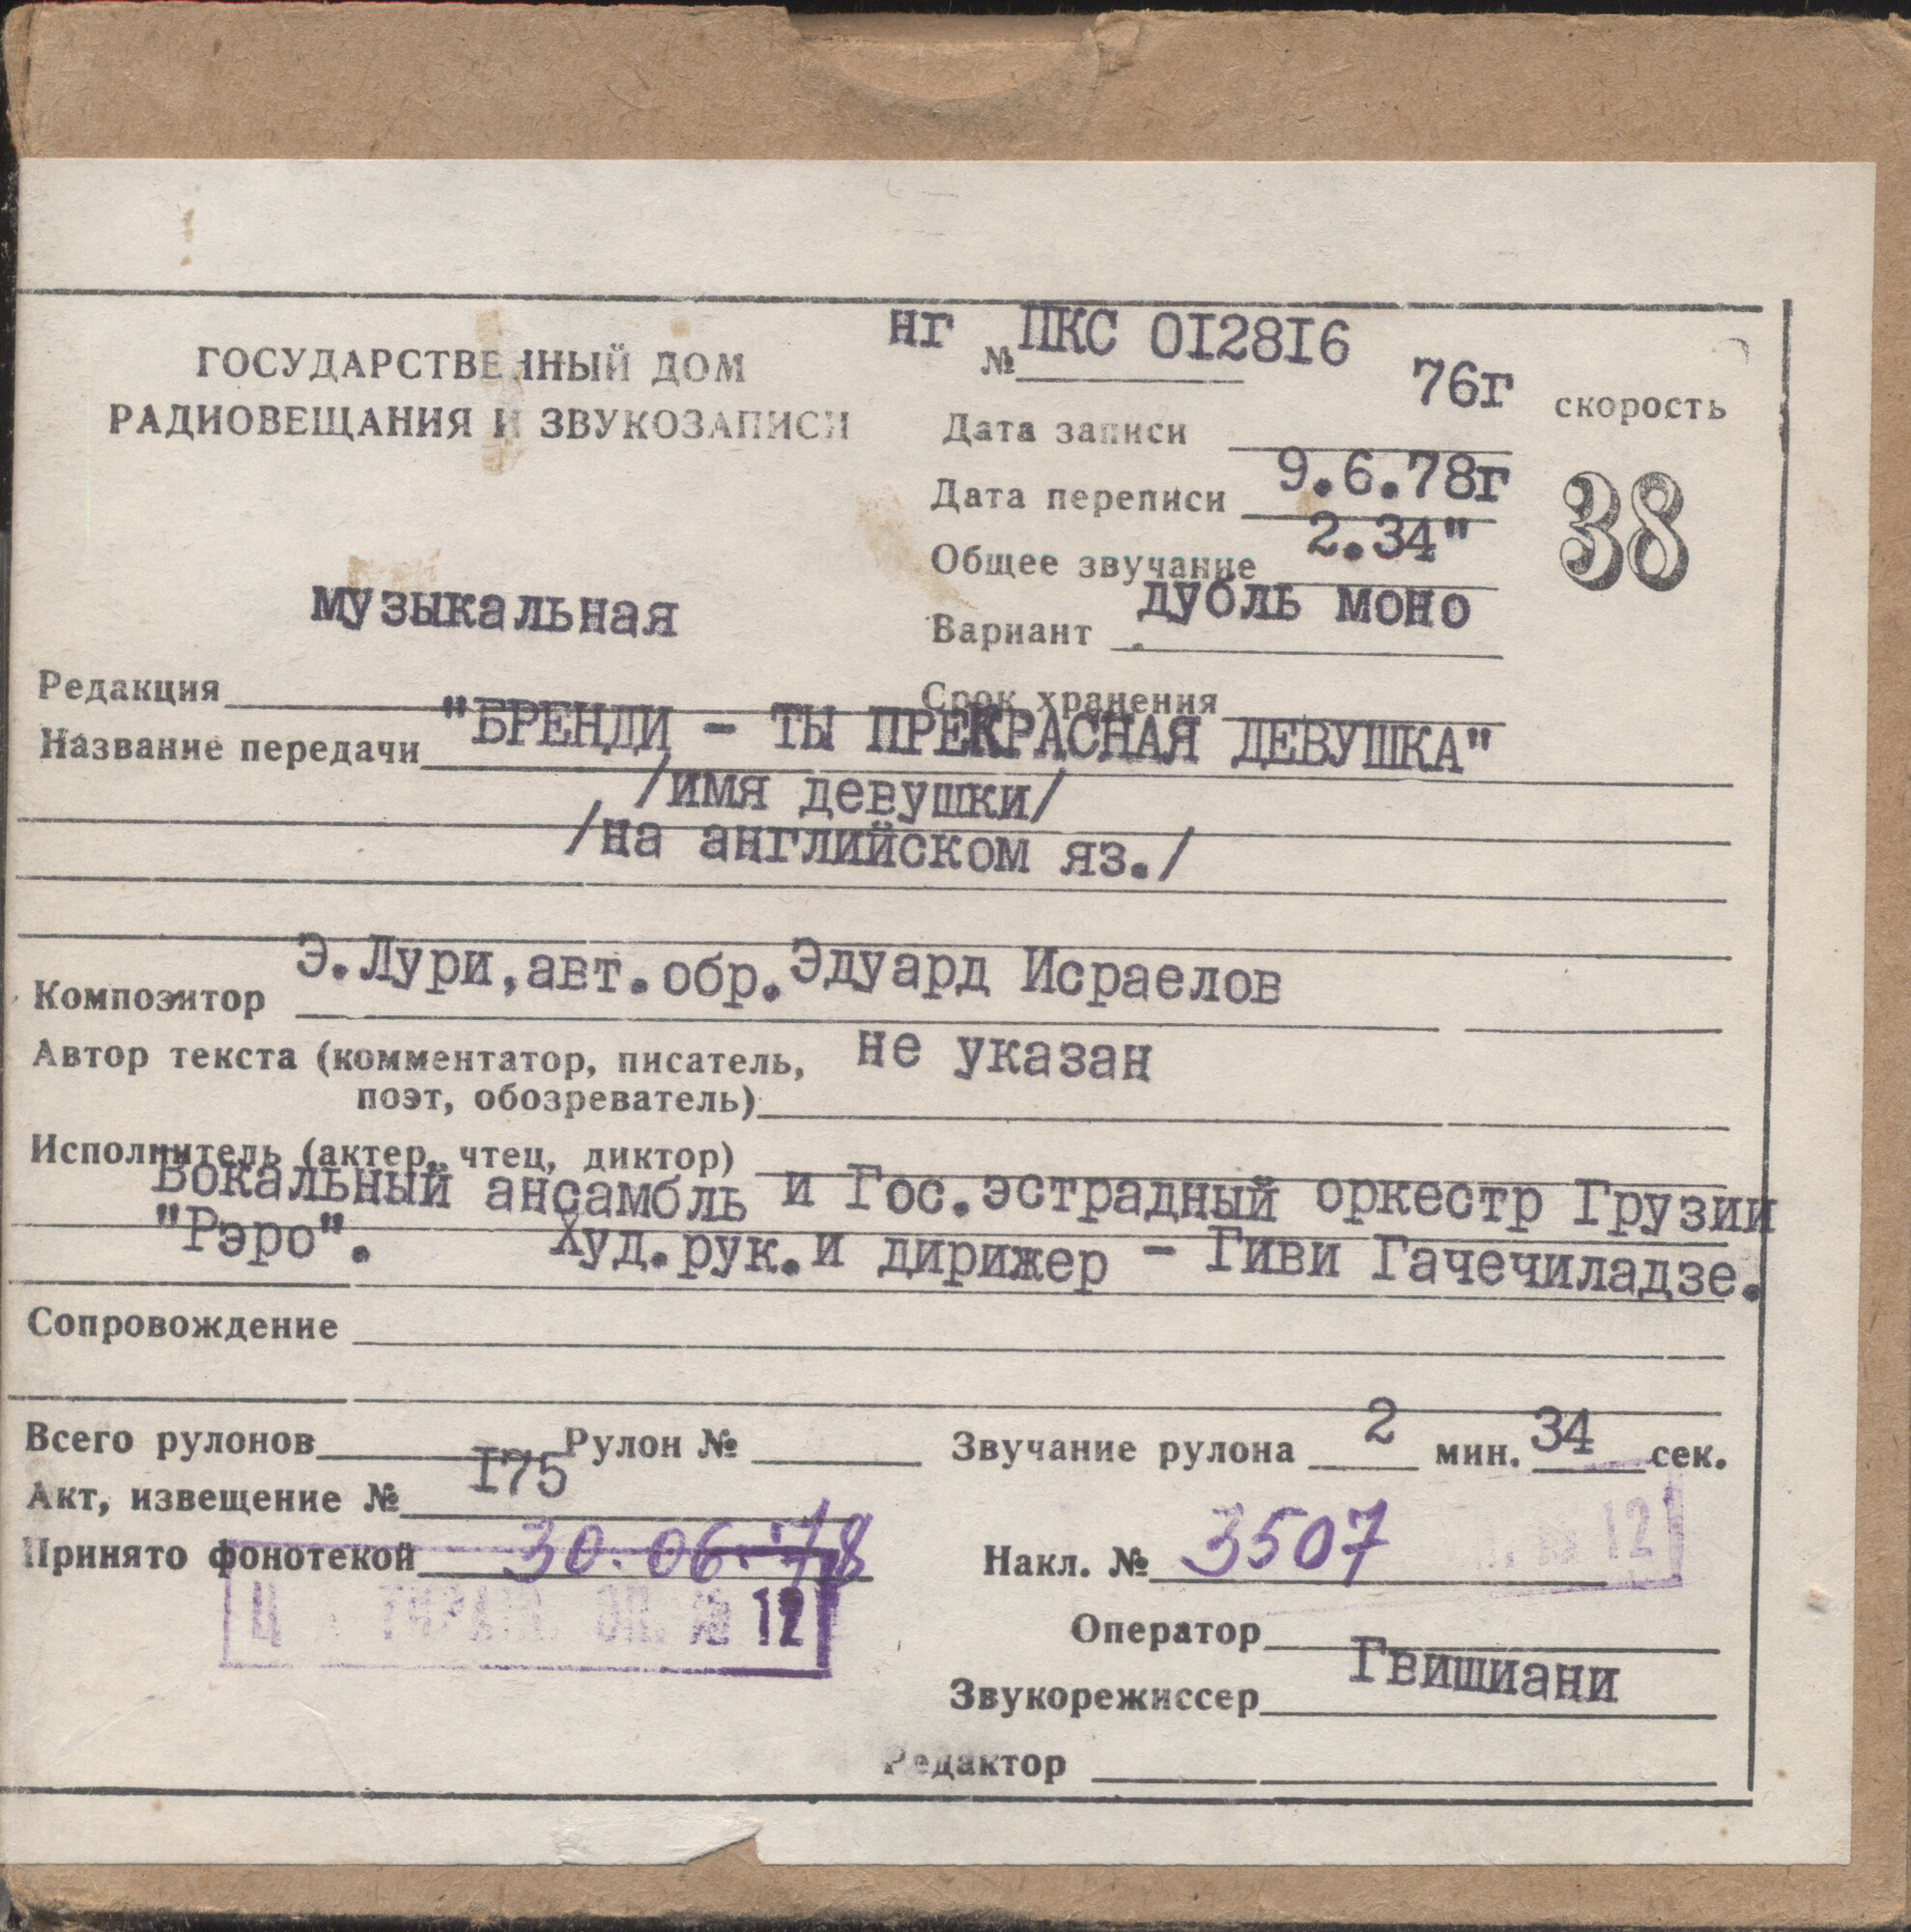 нг № ПКС 0I28I6
ГОСУДАРСТВЕННЫЙ ДОМ
РАДИОВЕЩАНИЯ И ЗВУКОЗАПИСИ
76г
скорость
Дата записи
Дата переписи 9.6.78г
38
Общее звучание 2.34"
музыкальная
Вариант дубль моно
Редакция
Срок хранения
Название передачи "БРЕНДИ - ТЫ ПРЕКРАСНАЯ ДЕВУШКА"
/имя девушки/
/на английском яз./
Композитор Э.Лури,авт.обр.Эдуард Исраелов
Автор текста (комментатор, писатель, не указан
поэт, обозреватель)
Исполнитель (актер, чтец, диктор)
Вокальный ансамбль и Гос.эстрадный оркестр Грузии
"Рэро". Худ.рук.и дирижер - Гиви Гачечиладзе.
Сопровождение
Всего рулонов Рулон № Звучание рулона 2 мин. 34 сек.
Акт, извещение № I75
Принято фонотекой 30.06.78 Накл. № 3507
12
ТИРАЖ. ОП. № 12
Оператор
Звукорежиссер Гвишиани
Редактор